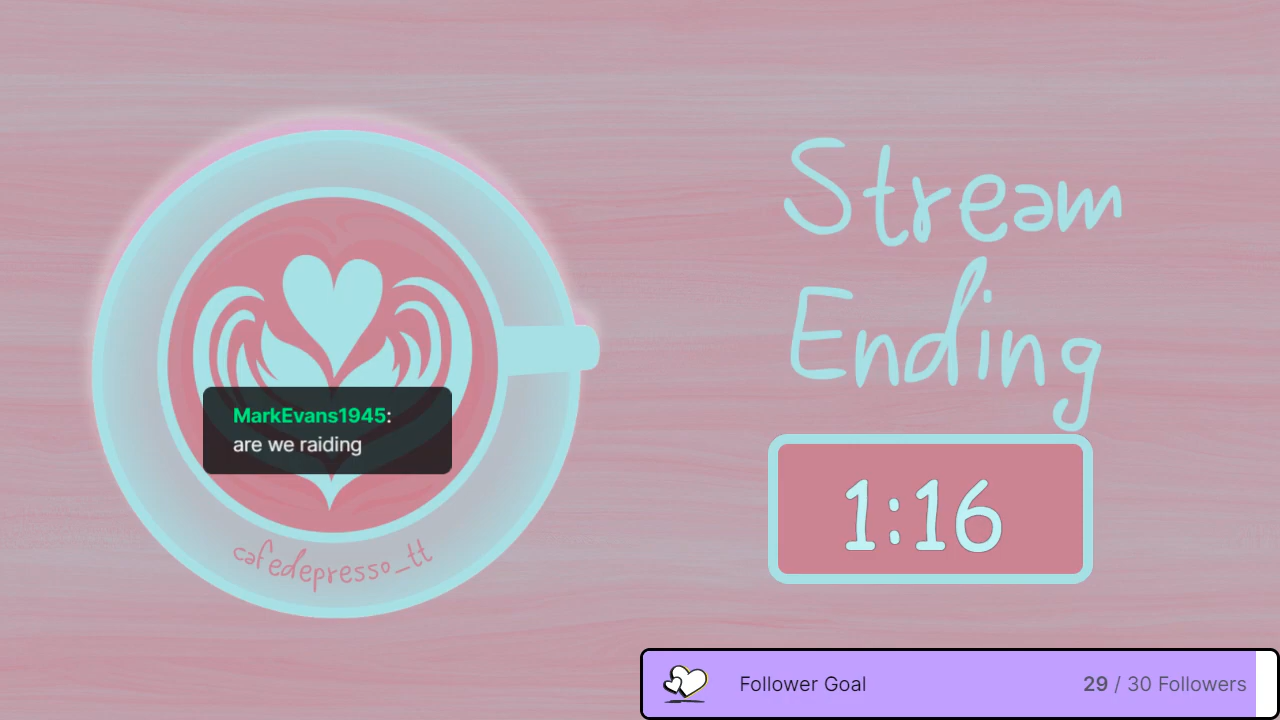 Stream
Ending
1:16
MarkEvans1945:
are we raiding
cafedepresso_tt
Follower Goal
29 / 30 Followers